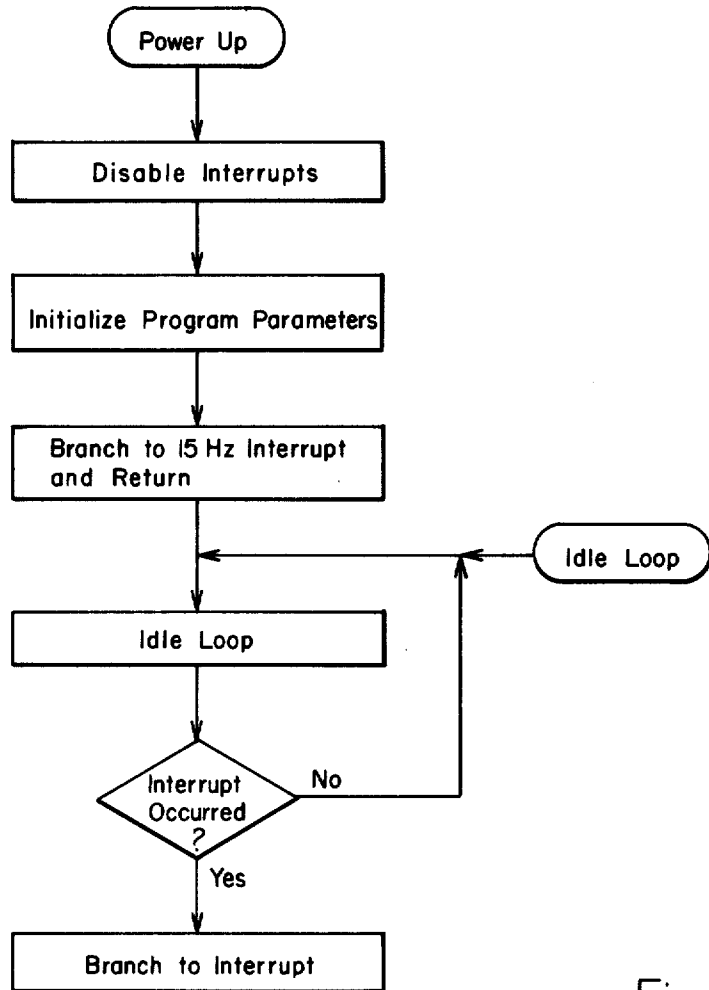 Power Up
Disable Interrupts
Initialize Program Parameters
Branch to 15 Hz Interrupt
and Return
Idle Loop
Idle Loop
Interrupt
Occurred
?
No
Yes
Branch to Interrupt